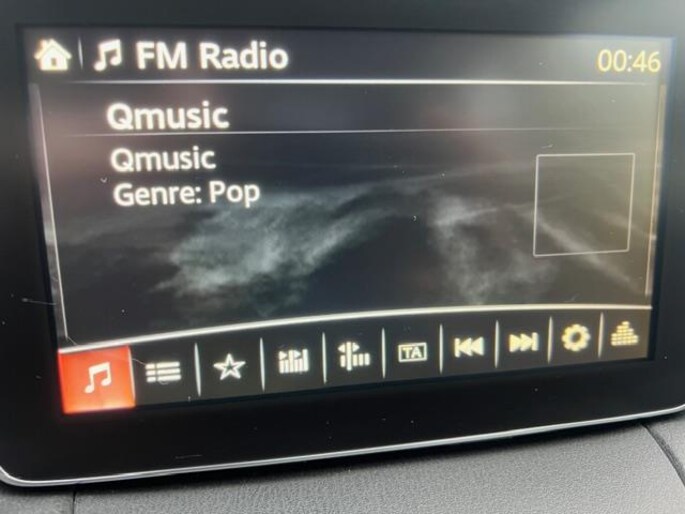 FM Radio
00:46
Qmusic
Qmusic
Genre: Pop
TA